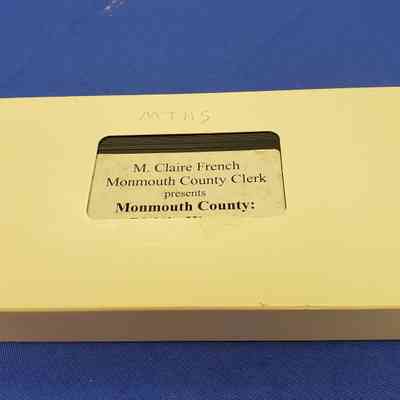 MTHS
M. Claire French
Monmouth County Clerk
presents
Monmouth County: